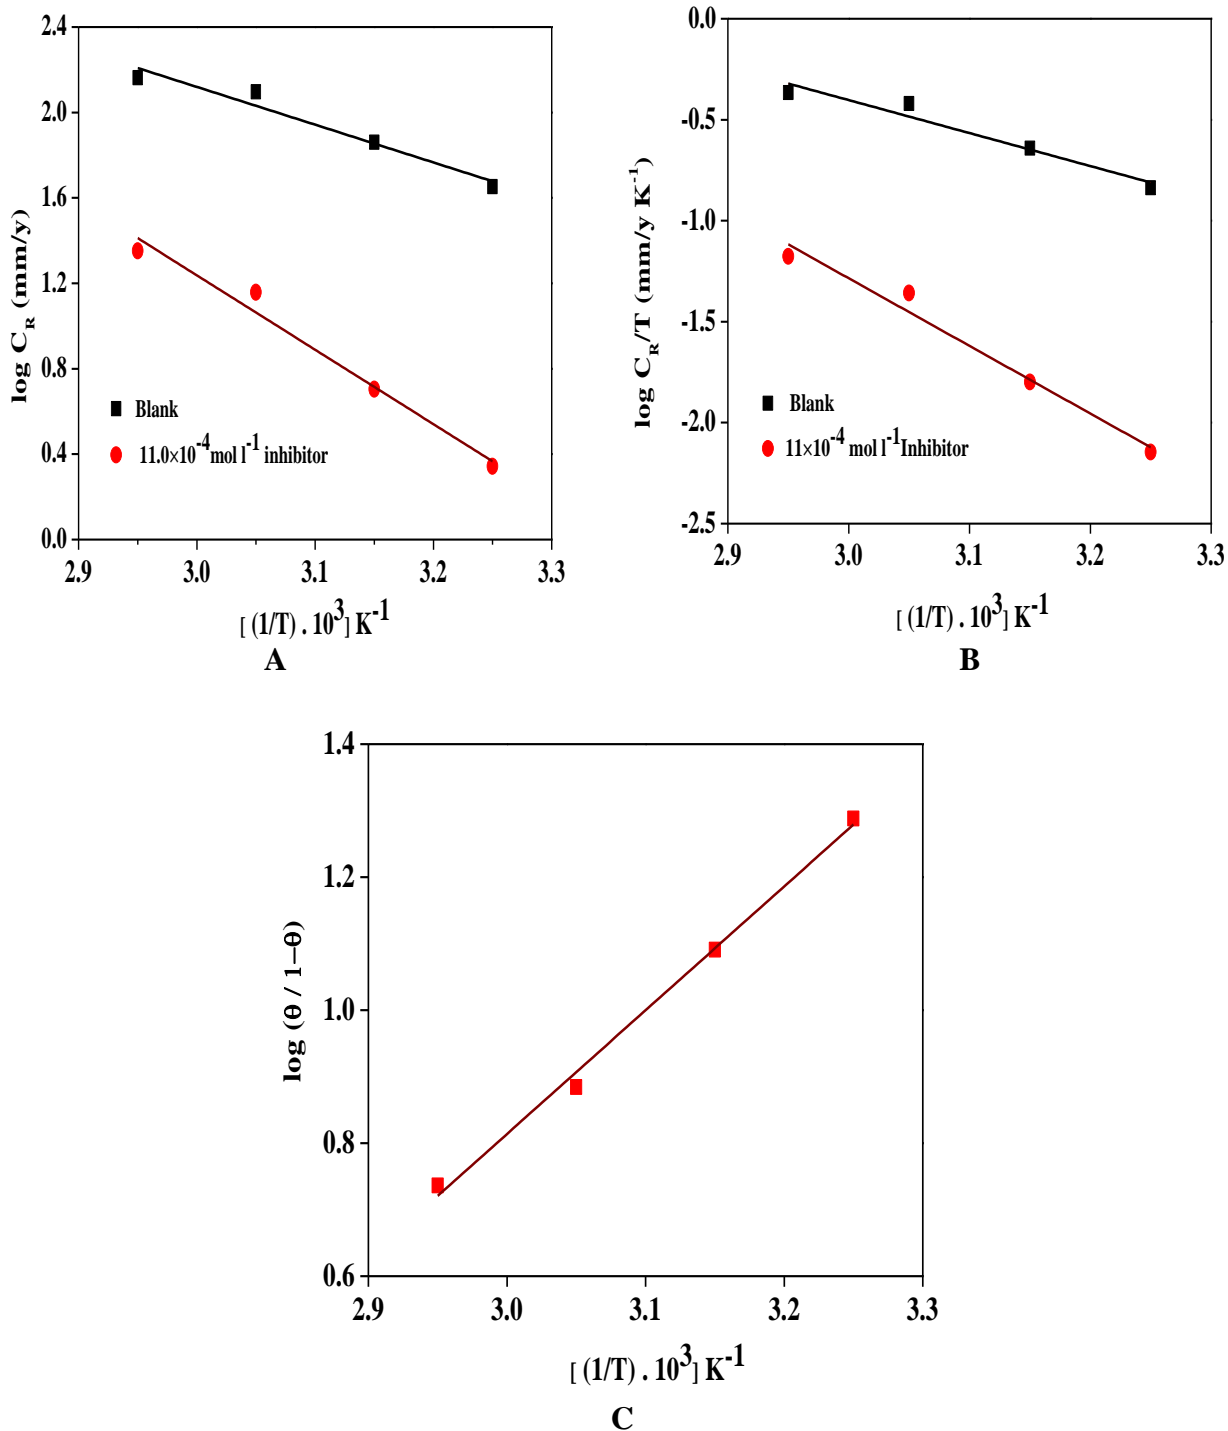 2.4
2.0
1.6
1.2
0.8
0.4
0.0
log C_R (mm/y)
Blank
11.0×10^-4 mol l^-1 inhibitor
2.9 3.0 3.1 3.2 3.3
[ (1/T) . 10^3] K^-1
A
0.0
-0.5
-1.0
-1.5
-2.0
-2.5
log C_R/T (mm/y K^-1)
Blank
11×10^-4 mol l^-1 Inhibitor
2.9 3.0 3.1 3.2 3.3
[ (1/T) . 10^3] K^-1
B
1.4
1.2
1.0
0.8
0.6
log (θ / 1–θ)
2.9 3.0 3.1 3.2 3.3
[ (1/T) . 10^3] K^-1
C